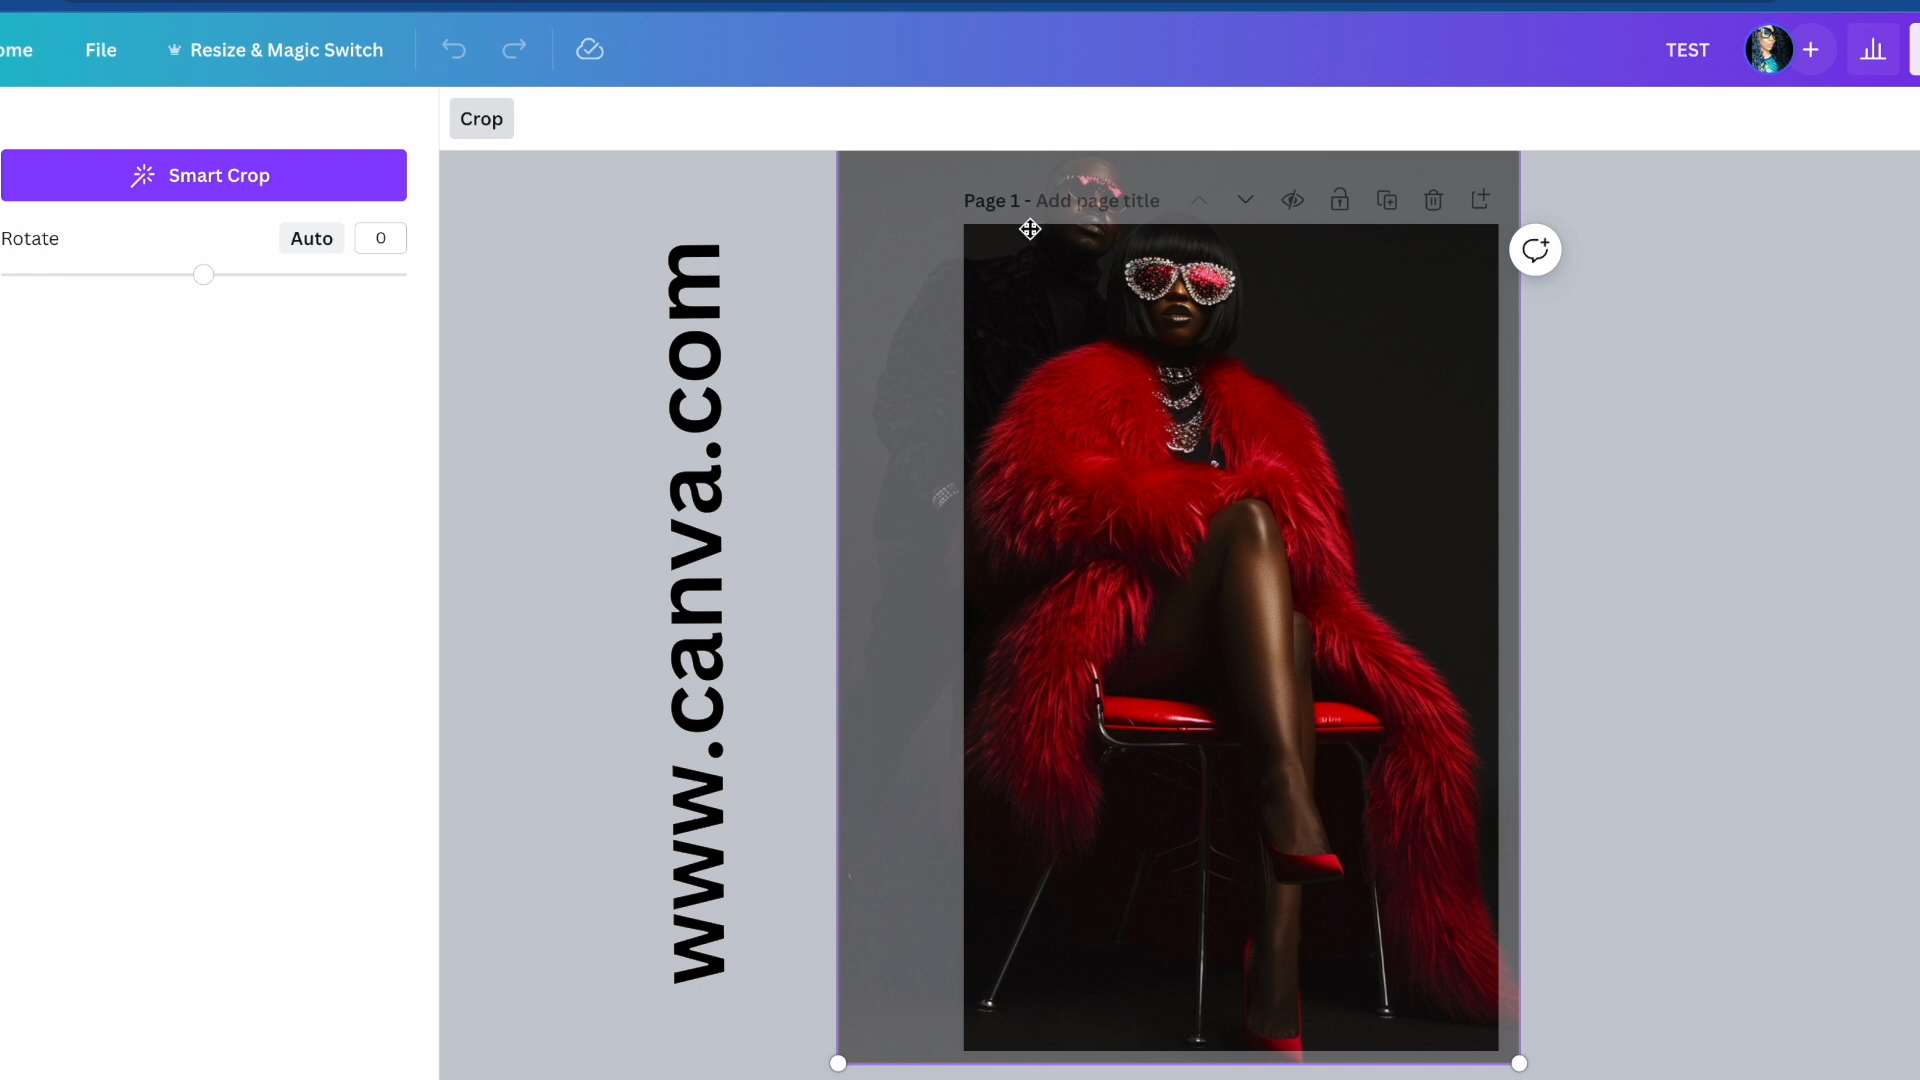 ome File Resize & Magic Switch TEST
Crop
Smart Crop
Rotate Auto 0
Page 1 - Add page title
www.canva.com